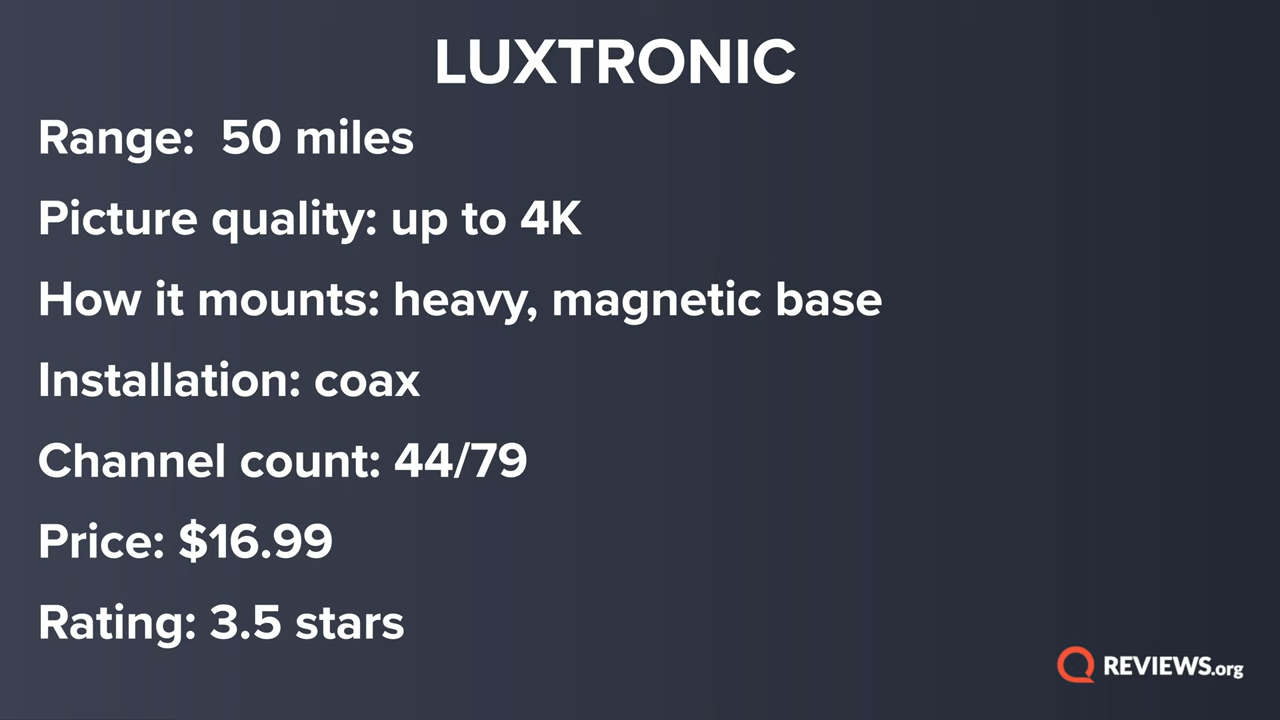 LUXTRONIC
Range:  50 miles
Picture quality: up to 4K
How it mounts: heavy, magnetic base
Installation: coax
Channel count: 44/79
Price: $16.99
Rating: 3.5 stars
REVIEWS.org